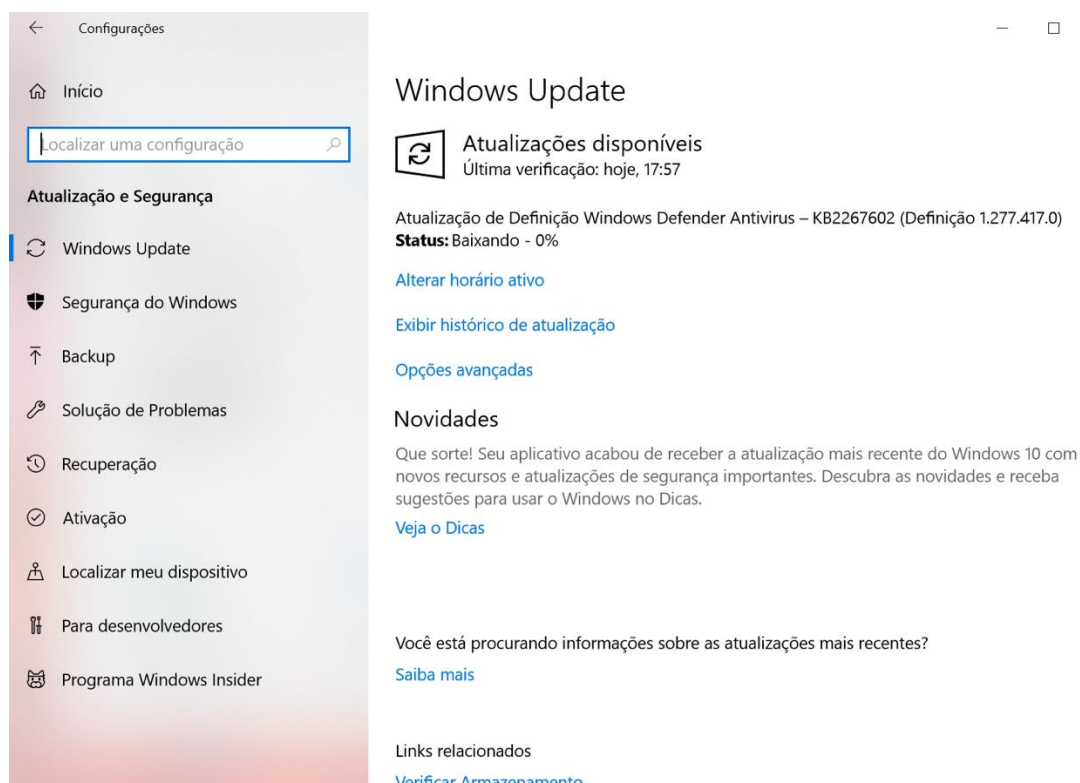 Configurações
Início
Localizar uma configuração
Atualização e Segurança
Windows Update
Segurança do Windows
Backup
Solução de Problemas
Recuperação
Ativação
Localizar meu dispositivo
Para desenvolvedores
Programa Windows Insider
Windows Update
Atualizações disponíveis
Última verificação: hoje, 17:57
Atualização de Definição Windows Defender Antivirus – KB2267602 (Definição 1.277.417.0)
Status: Baixando - 0%
Alterar horário ativo
Exibir histórico de atualização
Opções avançadas
Novidades
Que sorte! Seu aplicativo acabou de receber a atualização mais recente do Windows 10 com
novos recursos e atualizações de segurança importantes. Descubra as novidades e receba
sugestões para usar o Windows no Dicas.
Veja o Dicas
Você está procurando informações sobre as atualizações mais recentes?
Saiba mais
Links relacionados
Verificar Armazenamento